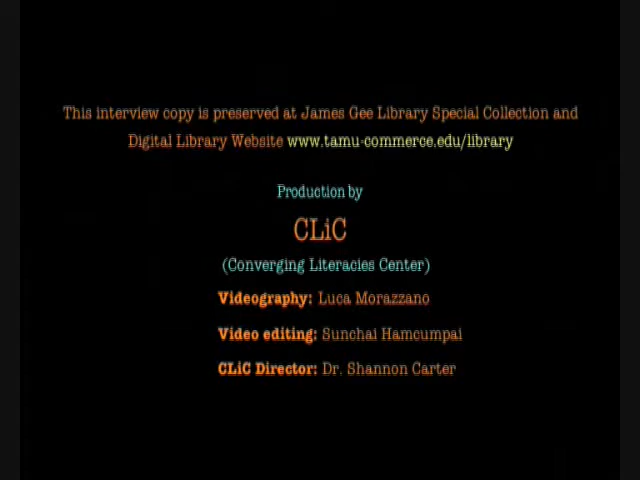 This interview copy is preserved at James Gee Library Special Collection and
Digital Library Website www.tamu-commerce.edu/library
Production by
CLiC
(Converging Literacies Center)
Videography: Luca Morazzano
Video editing: Sunchai Hamcumpai
CLiC Director: Dr. Shannon Carter